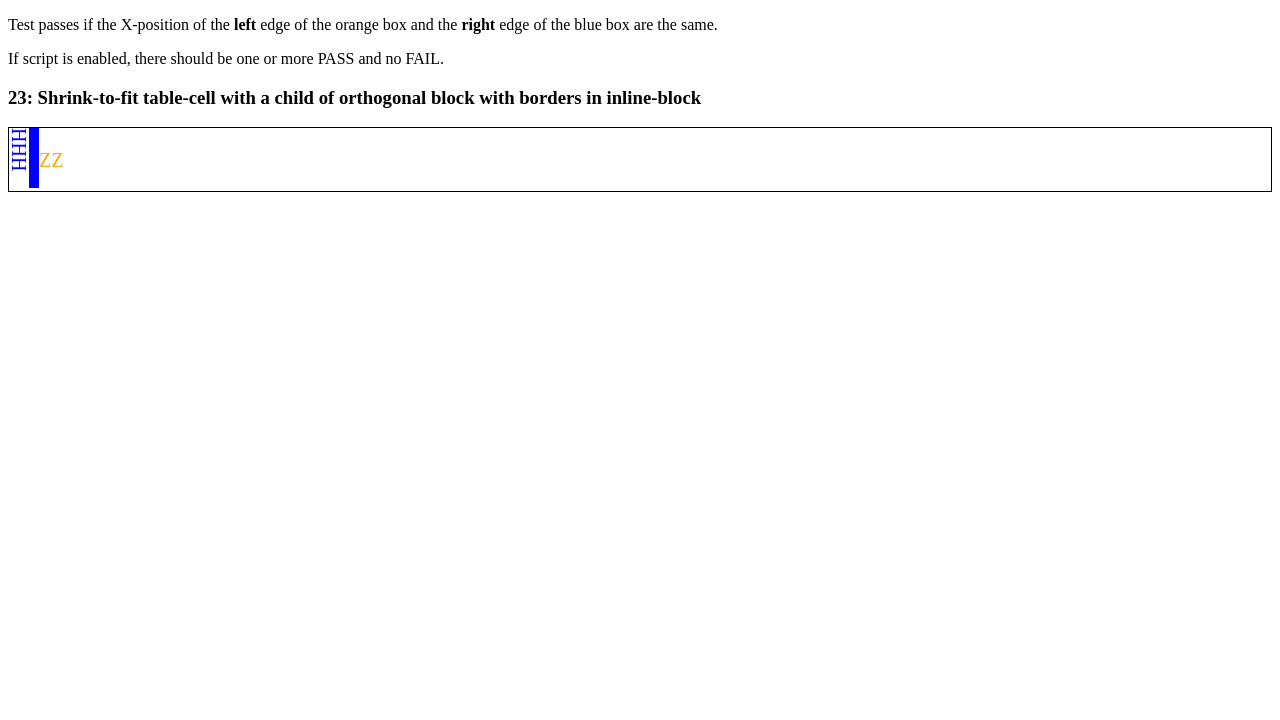 Test passes if the X-position of the left edge of the orange box and the right edge of the blue box are the same.
If script is enabled, there should be one or more PASS and no FAIL.
23: Shrink-to-fit table-cell with a child of orthogonal block with borders in inline-block
HHH
ZZ